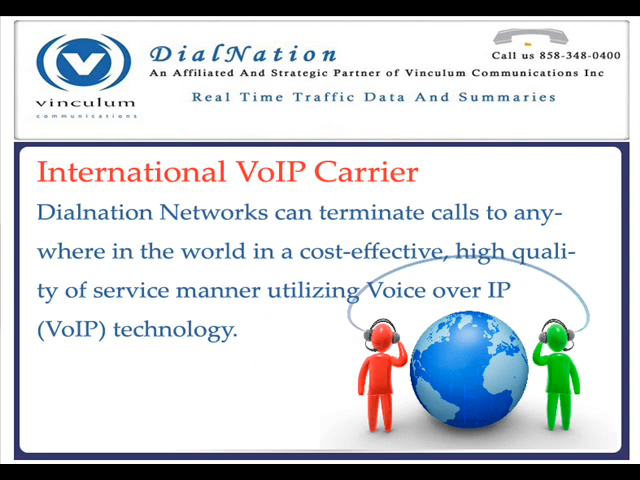 DialNation
Call us 858-348-0400
An Affiliated And Strategic Partner of Vinculum Communications Inc
vinculum
communications
Real Time Traffic Data And Summaries
International VoIP Carrier
Dialnation Networks can terminate calls to any-
where in the world in a cost-effective, high quali-
ty of service manner utilizing Voice over IP
(VoIP) technology.